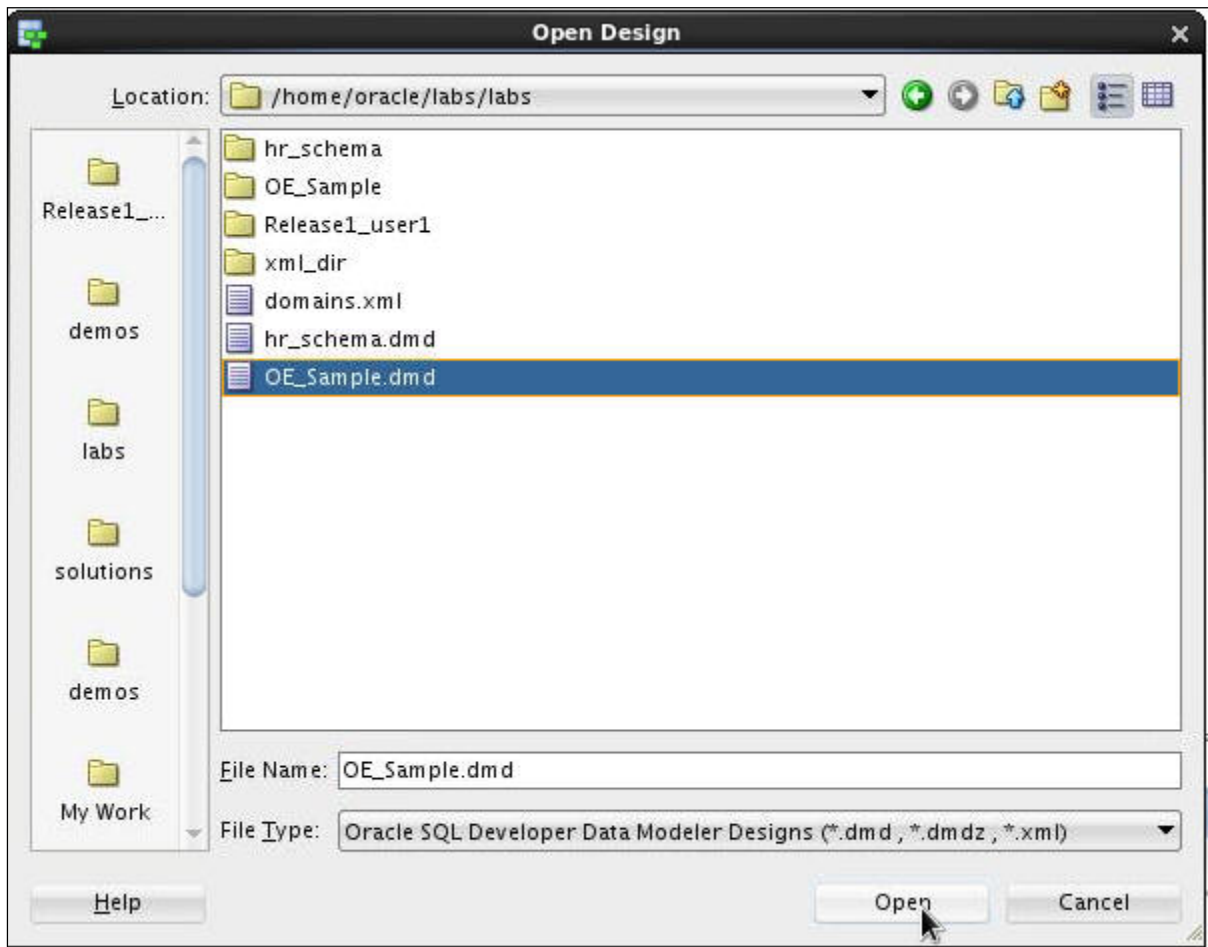 Open Design
Location: /home/oracle/labs/labs
Release1_...
demos
labs
solutions
demos
My Work
hr_schema
OE_Sample
Release1_user1
xml_dir
domains.xml
hr_schema.dmd
OE_Sample.dmd
File Name: OE_Sample.dmd
File Type: Oracle SQL Developer Data Modeler Designs (*.dmd , *.dmdz , *.xml)
Help Open Cancel